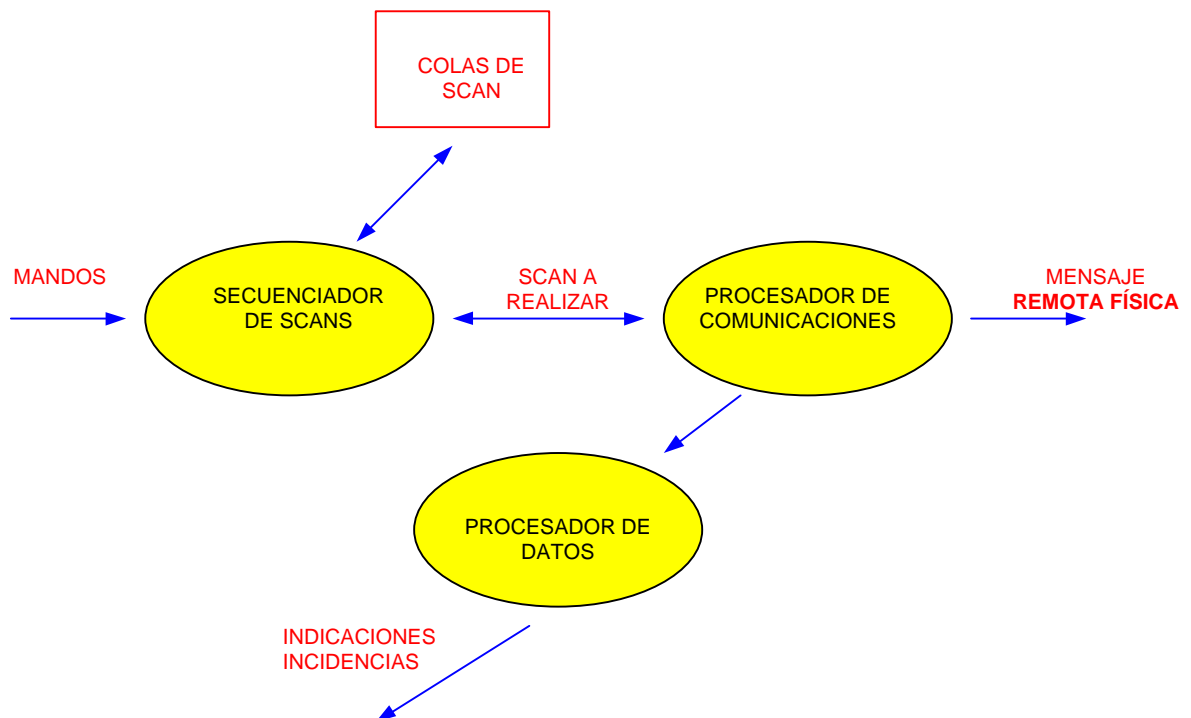 COLAS DE
SCAN
MANDOS
SECUENCIADOR
DE SCANS
SCAN A
REALIZAR
PROCESADOR DE
COMUNICACIONES
MENSAJE
REMOTA FÍSICA
PROCESADOR DE
DATOS
INDICACIONES
INCIDENCIAS